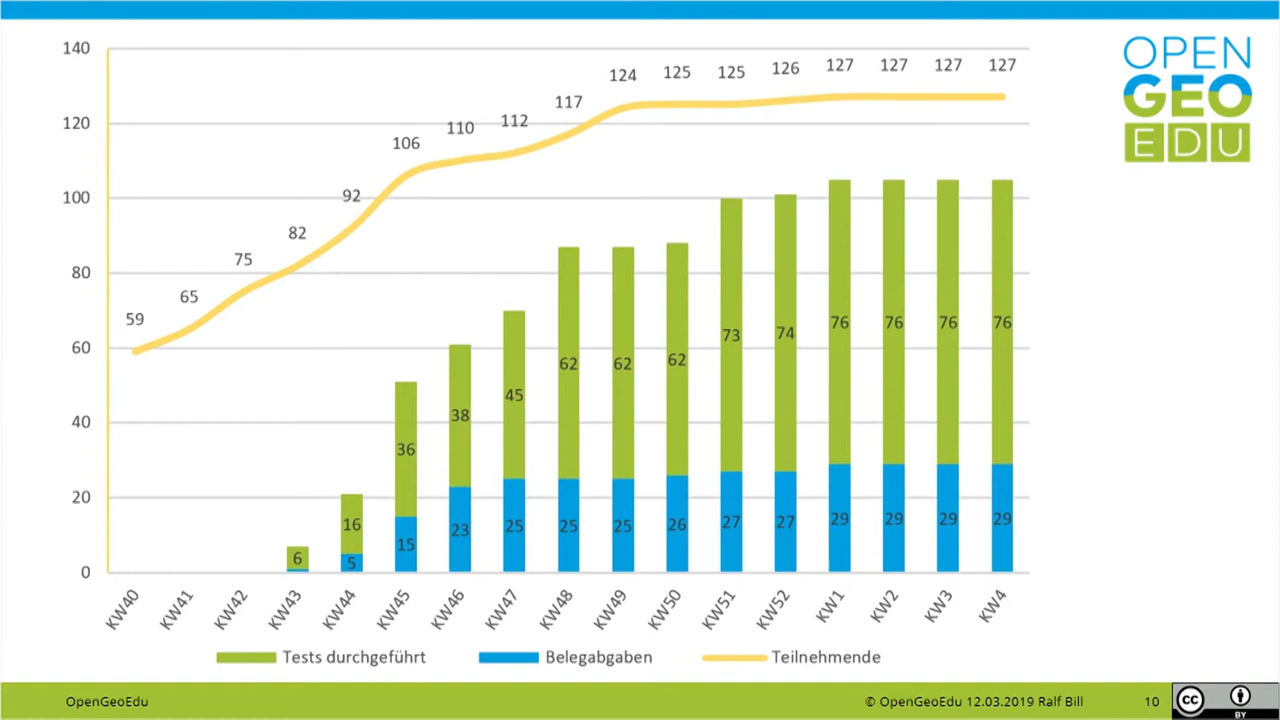 140
120
100
80
60
40
20
0
59
65
75
82
92
106
110
112
117
124
125
125
126
127
127
127
127
6
16
36
38
45
62
62
62
73
74
76
76
76
76
5
15
23
25
25
25
26
27
27
29
29
29
29
KW40
KW41
KW42
KW43
KW44
KW45
KW46
KW47
KW48
KW49
KW50
KW51
KW52
KW1
KW2
KW3
KW4
Tests durchgeführt
Belegabgaben
Teilnehmende
OPEN
GEO
EDU
OpenGeoEdu
© OpenGeoEdu 12.03.2019 Ralf Bill
10
cc
BY